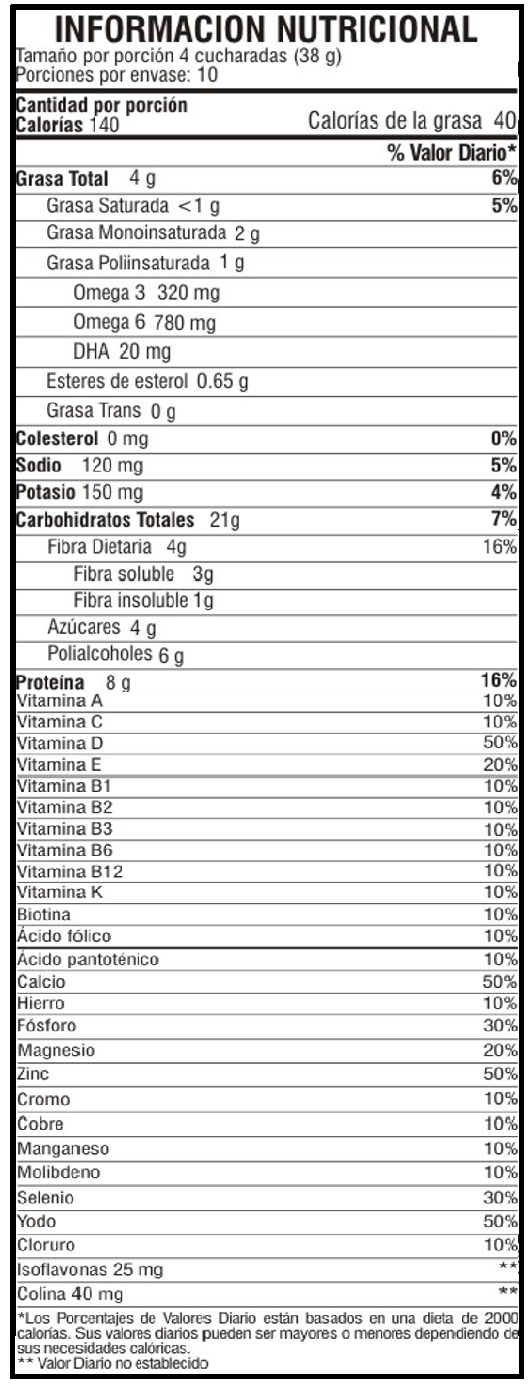 INFORMACION NUTRICIONAL
Tamaño por porción 4 cucharadas (38 g)
Porciones por envase: 10
Cantidad por porción
Calorías 140 Calorías de la grasa 40
% Valor Diario*
Grasa Total 4 g 6%
Grasa Saturada <1 g 5%
Grasa Monoinsaturada 2 g
Grasa Poliinsaturada 1 g
Omega 3 320 mg
Omega 6 780 mg
DHA 20 mg
Esteres de esterol 0.65 g
Grasa Trans 0 g
Colesterol 0 mg 0%
Sodio 120 mg 5%
Potasio 150 mg 4%
Carbohidratos Totales 21g 7%
Fibra Dietaria 4g 16%
Fibra soluble 3g
Fibra insoluble 1g
Azúcares 4 g
Polialcoholes 6 g
Proteína 8 g 16%
Vitamina A 10%
Vitamina C 10%
Vitamina D 50%
Vitamina E 20%
Vitamina B1 10%
Vitamina B2 10%
Vitamina B3 10%
Vitamina B6 10%
Vitamina B12 10%
Vitamina K 10%
Biotina 10%
Ácido fólico 10%
Ácido pantoténico 10%
Calcio 50%
Hierro 10%
Fósforo 30%
Magnesio 20%
Zinc 50%
Cromo 10%
Cobre 10%
Manganeso 10%
Molibdeno 10%
Selenio 30%
Yodo 50%
Cloruro 10%
Isoflavonas 25 mg **
Colina 40 mg **
*Los Porcentajes de Valores Diario están basados en una dieta de 2000
calorías. Sus valores diarios pueden ser mayores o menores dependiendo de
sus necesidades calóricas.
** Valor Diario no establecido